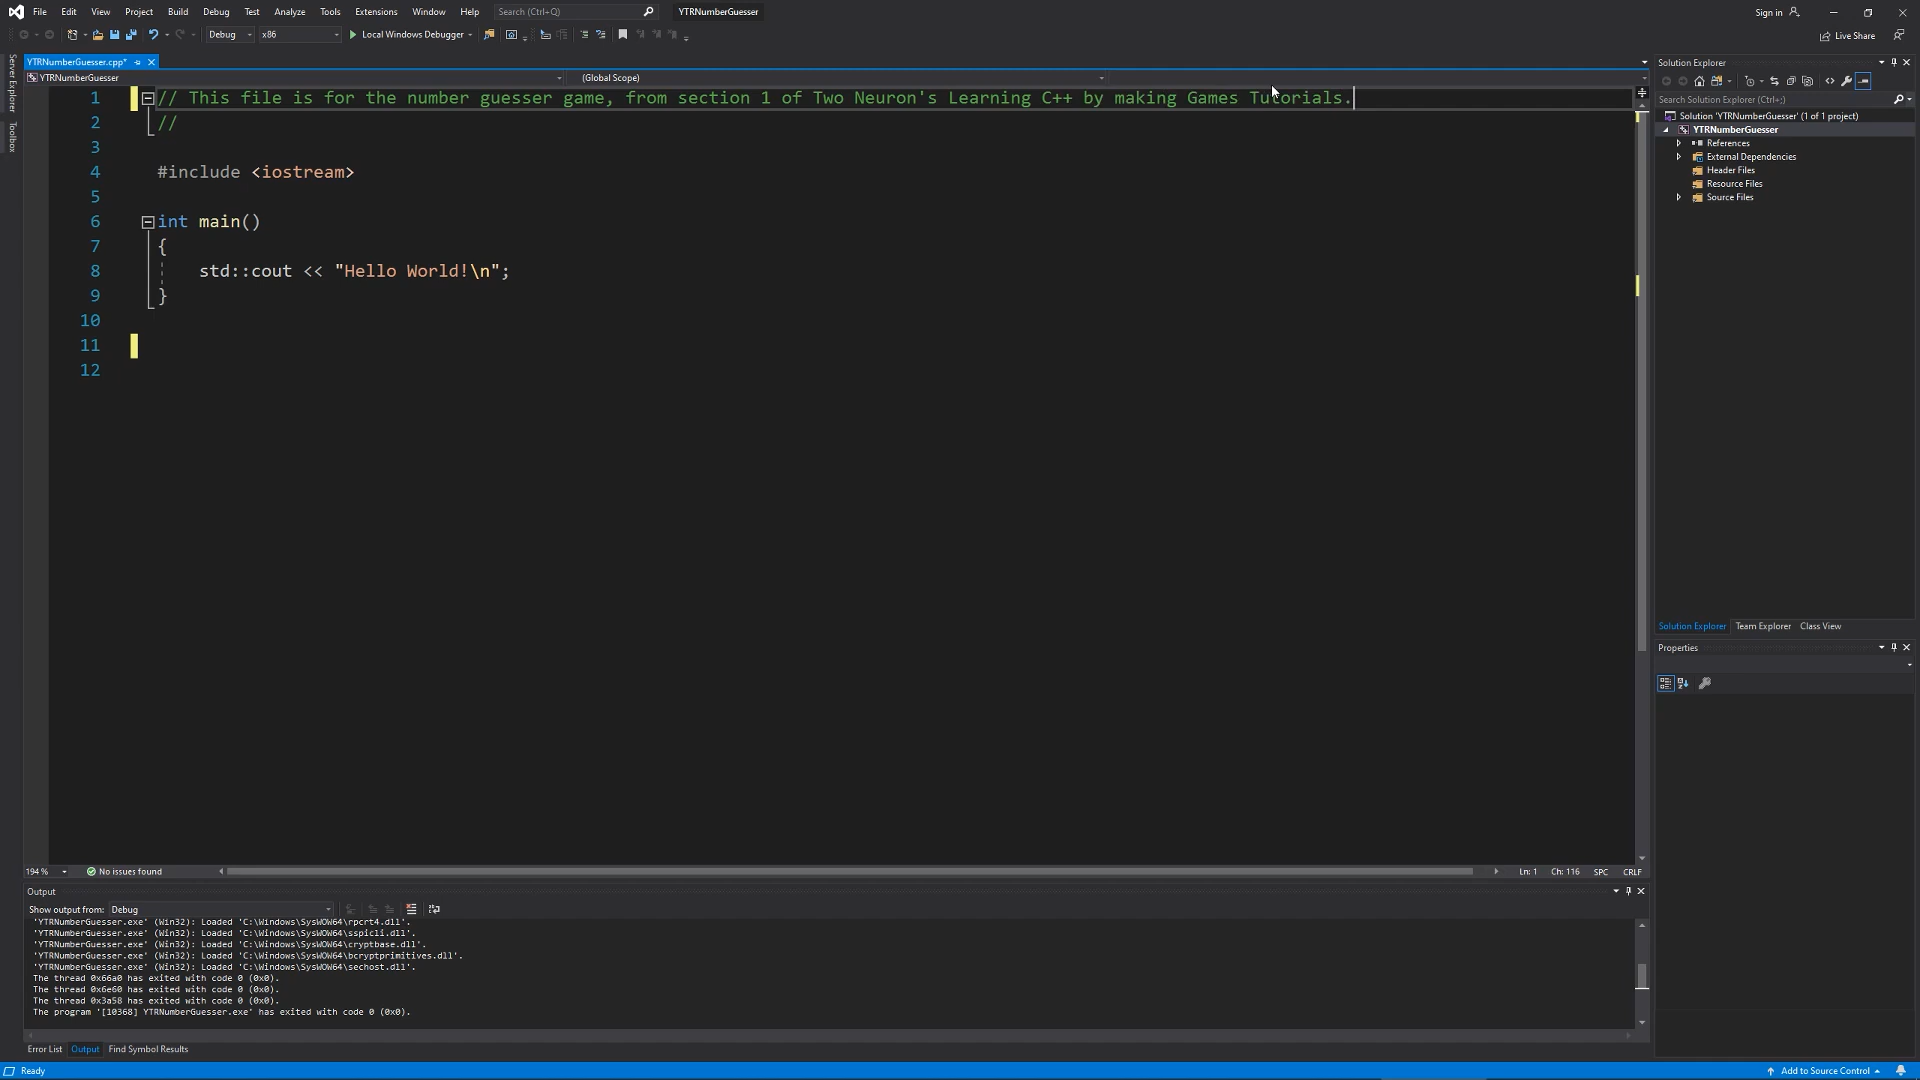 File Edit View Project Build Debug Test Analyze Tools Extensions Window Help Search (Ctrl+Q) YTRNumberGuesser Sign in
Debug x86 Local Windows Debugger Live Share
Server Explorer
Toolbox
YTRNumberGuesser.cpp*
YTRNumberGuesser (Global Scope)
1 // This file is for the number guesser game, from section 1 of Two Neuron's Learning C++ by making Games Tutorials.
2 //
3
4 #include <iostream>
5
6 int main()
7 {
8 std::cout << "Hello World!\n";
9 }
10
11
12
194 % No issues found Ln: 1 Ch: 116 SPC CRLF
Output
Show output from: Debug
'YTRNumberGuesser.exe' (Win32): Loaded 'C:\Windows\SysWOW64\rpcrt4.dll'.
'YTRNumberGuesser.exe' (Win32): Loaded 'C:\Windows\SysWOW64\sspicli.dll'.
'YTRNumberGuesser.exe' (Win32): Loaded 'C:\Windows\SysWOW64\cryptbase.dll'.
'YTRNumberGuesser.exe' (Win32): Loaded 'C:\Windows\SysWOW64\bcryptprimitives.dll'.
'YTRNumberGuesser.exe' (Win32): Loaded 'C:\Windows\SysWOW64\sechost.dll'.
The thread 0x66a0 has exited with code 0 (0x0).
The thread 0x6e60 has exited with code 0 (0x0).
The thread 0x3a58 has exited with code 0 (0x0).
The program '[10368] YTRNumberGuesser.exe' has exited with code 0 (0x0).
Error List Output Find Symbol Results
Solution Explorer
Search Solution Explorer (Ctrl+;)
Solution 'YTRNumberGuesser' (1 of 1 project)
YTRNumberGuesser
References
External Dependencies
Header Files
Resource Files
Source Files
Solution Explorer Team Explorer Class View
Properties
Ready Add to Source Control